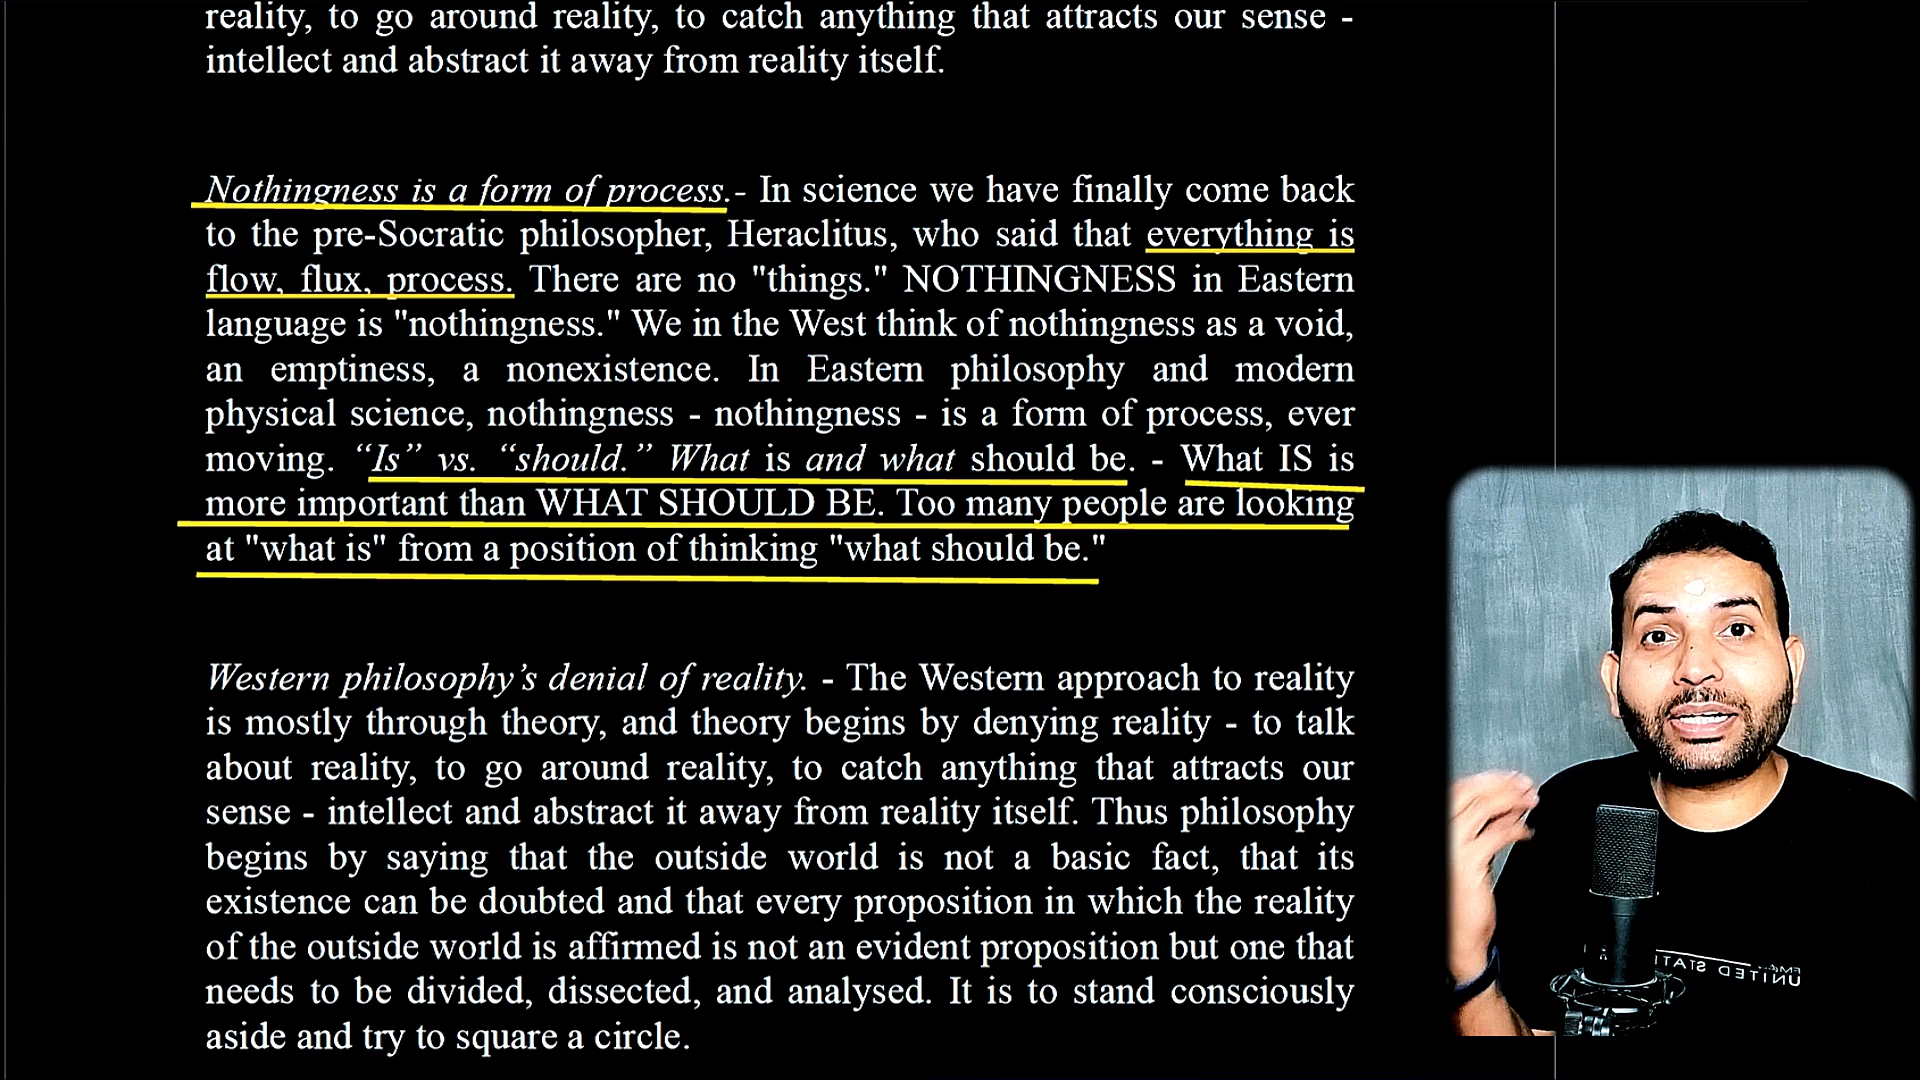 reality, to go around reality, to catch anything that attracts our sense -
intellect and abstract it away from reality itself.
Nothingness is a form of process.- In science we have finally come back
to the pre-Socratic philosopher, Heraclitus, who said that everything is
flow, flux, process. There are no "things." NOTHINGNESS in Eastern
language is "nothingness." We in the West think of nothingness as a void,
an emptiness, a nonexistence. In Eastern philosophy and modern
physical science, nothingness - nothingness - is a form of process, ever
moving. “Is” vs. “should.” What is and what should be. - What IS is
more important than WHAT SHOULD BE. Too many people are looking
at "what is" from a position of thinking "what should be."
Western philosophy’s denial of reality. - The Western approach to reality
is mostly through theory, and theory begins by denying reality - to talk
about reality, to go around reality, to catch anything that attracts our
sense - intellect and abstract it away from reality itself. Thus philosophy
begins by saying that the outside world is not a basic fact, that its
existence can be doubted and that every proposition in which the reality
of the outside world is affirmed is not an evident proposition but one that
needs to be divided, dissected, and analysed. It is to stand consciously
aside and try to square a circle.
UNITED STAT